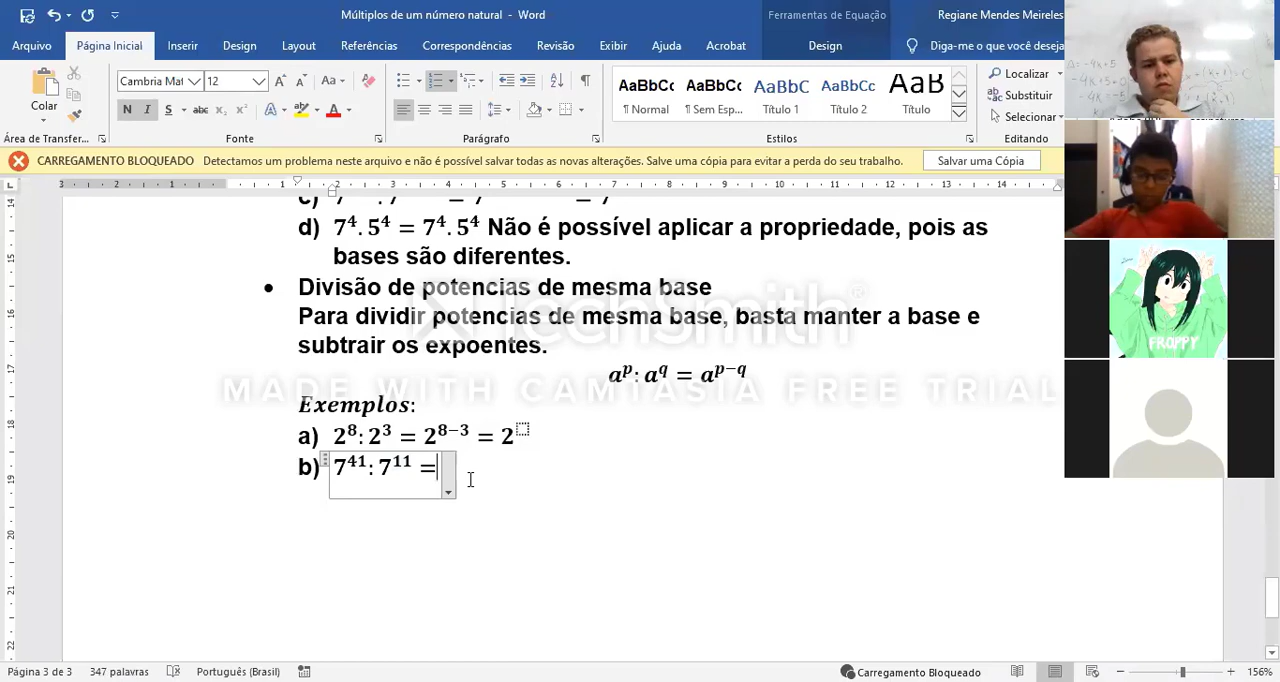 Múltiplos de um número natural - Word
Ferramentas de Equação
Regiane Mendes Meireles
Arquivo
Página Inicial
Inserir
Design
Layout
Referências
Correspondências
Revisão
Exibir
Ajuda
Acrobat
Design
Diga-me o que você deseja
Colar
Cambria Mat
12
AaBbCc
AaBbCc
AaBbCc
AaBbCc
AaB
¶ Normal
¶ Sem Esp...
Título 1
Título 2
Título
Localizar
Substituir
Selecionar
Área de Transfer...
Fonte
Parágrafo
Estilos
Editando
CARREGAMENTO BLOQUEADO Detectamos um problema neste arquivo e não é possível salvar todas as novas alterações. Salve uma cópia para evitar a perda do seu trabalho.
Salvar uma Cópia
d) 7⁴. 5⁴ = 7⁴. 5⁴ Não é possível aplicar a propriedade, pois as
bases são diferentes.
• Divisão de potencias de mesma base
Para dividir potencias de mesma base, basta manter a base e
subtrair os expoentes.
a^p: a^q = a^(p−q)
Exemplos:
a) 2⁸: 2³ = 2⁸⁻³ = 2
b) 7⁴¹: 7¹¹ =
TechSmith®
MADE WITH CAMTASIA FREE TRIAL
FROPPY
Página 3 de 3
347 palavras
Português (Brasil)
Carregamento Bloqueado
156%